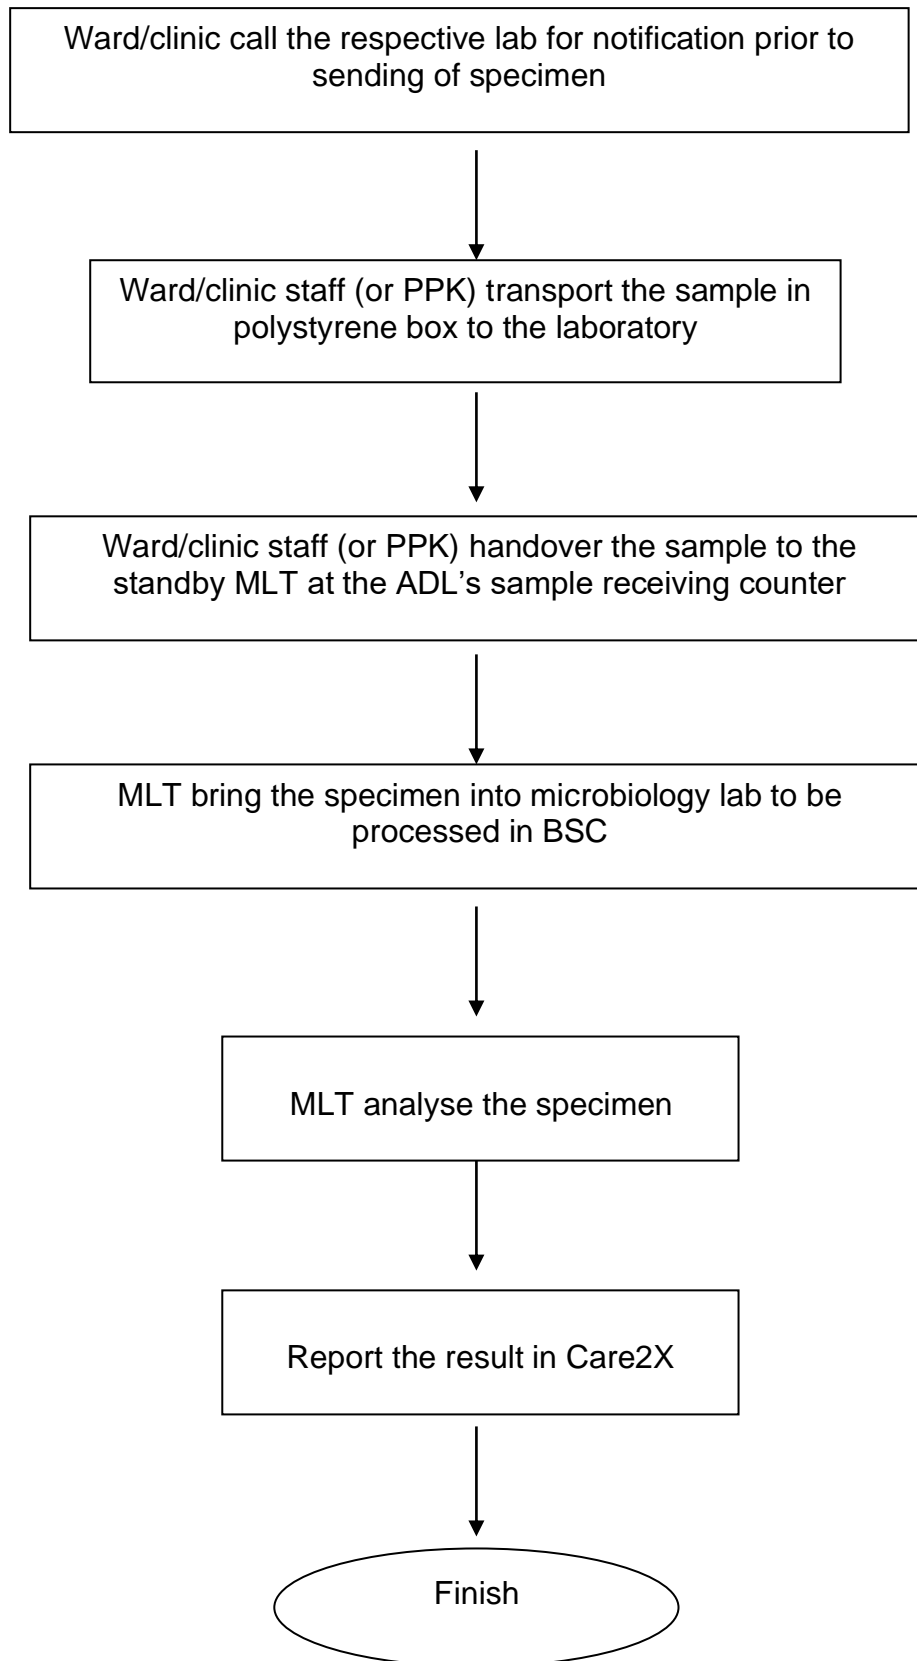 Ward/clinic call the respective lab for notification prior to
sending of specimen
Ward/clinic staff (or PPK) transport the sample in
polystyrene box to the laboratory
Ward/clinic staff (or PPK) handover the sample to the
standby MLT at the ADL’s sample receiving counter
MLT bring the specimen into microbiology lab to be
processed in BSC
MLT analyse the specimen
Report the result in Care2X
Finish